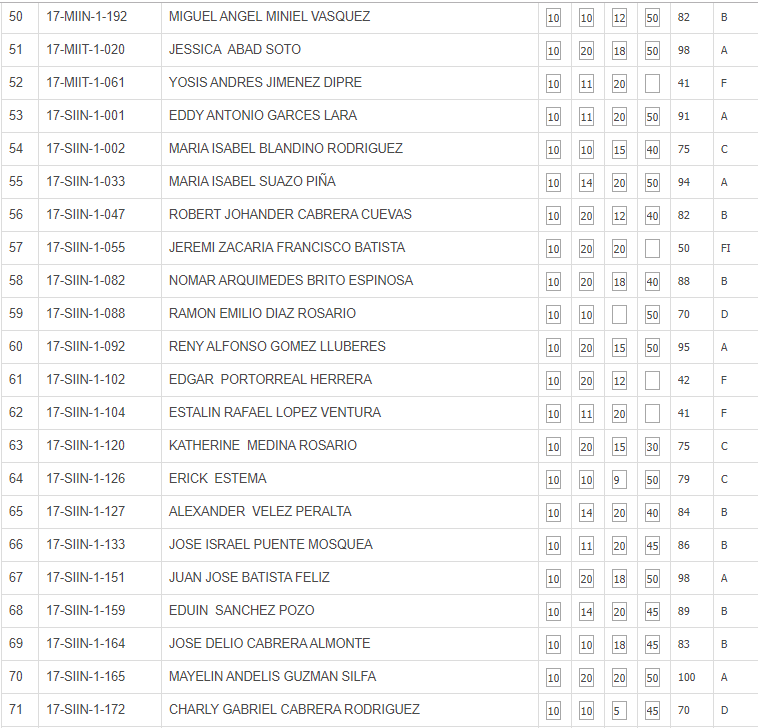 50 17-MIIN-1-192 MIGUEL ANGEL MINIEL VASQUEZ 10 10 12 50 82 B
51 17-MIIT-1-020 JESSICA ABAD SOTO 10 20 18 50 98 A
52 17-MIIT-1-061 YOSIS ANDRES JIMENEZ DIPRE 10 11 20 41 F
53 17-SIIN-1-001 EDDY ANTONIO GARCES LARA 10 11 20 50 91 A
54 17-SIIN-1-002 MARIA ISABEL BLANDINO RODRIGUEZ 10 10 15 40 75 C
55 17-SIIN-1-033 MARIA ISABEL SUAZO PIÑA 10 14 20 50 94 A
56 17-SIIN-1-047 ROBERT JOHANDER CABRERA CUEVAS 10 20 12 40 82 B
57 17-SIIN-1-055 JEREMI ZACARIA FRANCISCO BATISTA 10 20 20 50 FI
58 17-SIIN-1-082 NOMAR ARQUIMEDES BRITO ESPINOSA 10 20 18 40 88 B
59 17-SIIN-1-088 RAMON EMILIO DIAZ ROSARIO 10 10 50 70 D
60 17-SIIN-1-092 RENY ALFONSO GOMEZ LLUBERES 10 20 15 50 95 A
61 17-SIIN-1-102 EDGAR PORTORREAL HERRERA 10 20 12 42 F
62 17-SIIN-1-104 ESTALIN RAFAEL LOPEZ VENTURA 10 11 20 41 F
63 17-SIIN-1-120 KATHERINE MEDINA ROSARIO 10 20 15 30 75 C
64 17-SIIN-1-126 ERICK ESTEMA 10 10 9 50 79 C
65 17-SIIN-1-127 ALEXANDER VELEZ PERALTA 10 14 20 40 84 B
66 17-SIIN-1-133 JOSE ISRAEL PUENTE MOSQUEA 10 11 20 45 86 B
67 17-SIIN-1-151 JUAN JOSE BATISTA FELIZ 10 20 18 50 98 A
68 17-SIIN-1-159 EDUIN SANCHEZ POZO 10 14 20 45 89 B
69 17-SIIN-1-164 JOSE DELIO CABRERA ALMONTE 10 10 18 45 83 B
70 17-SIIN-1-165 MAYELIN ANDELIS GUZMAN SILFA 10 20 20 50 100 A
71 17-SIIN-1-172 CHARLY GABRIEL CABRERA RODRIGUEZ 10 10 5 45 70 D